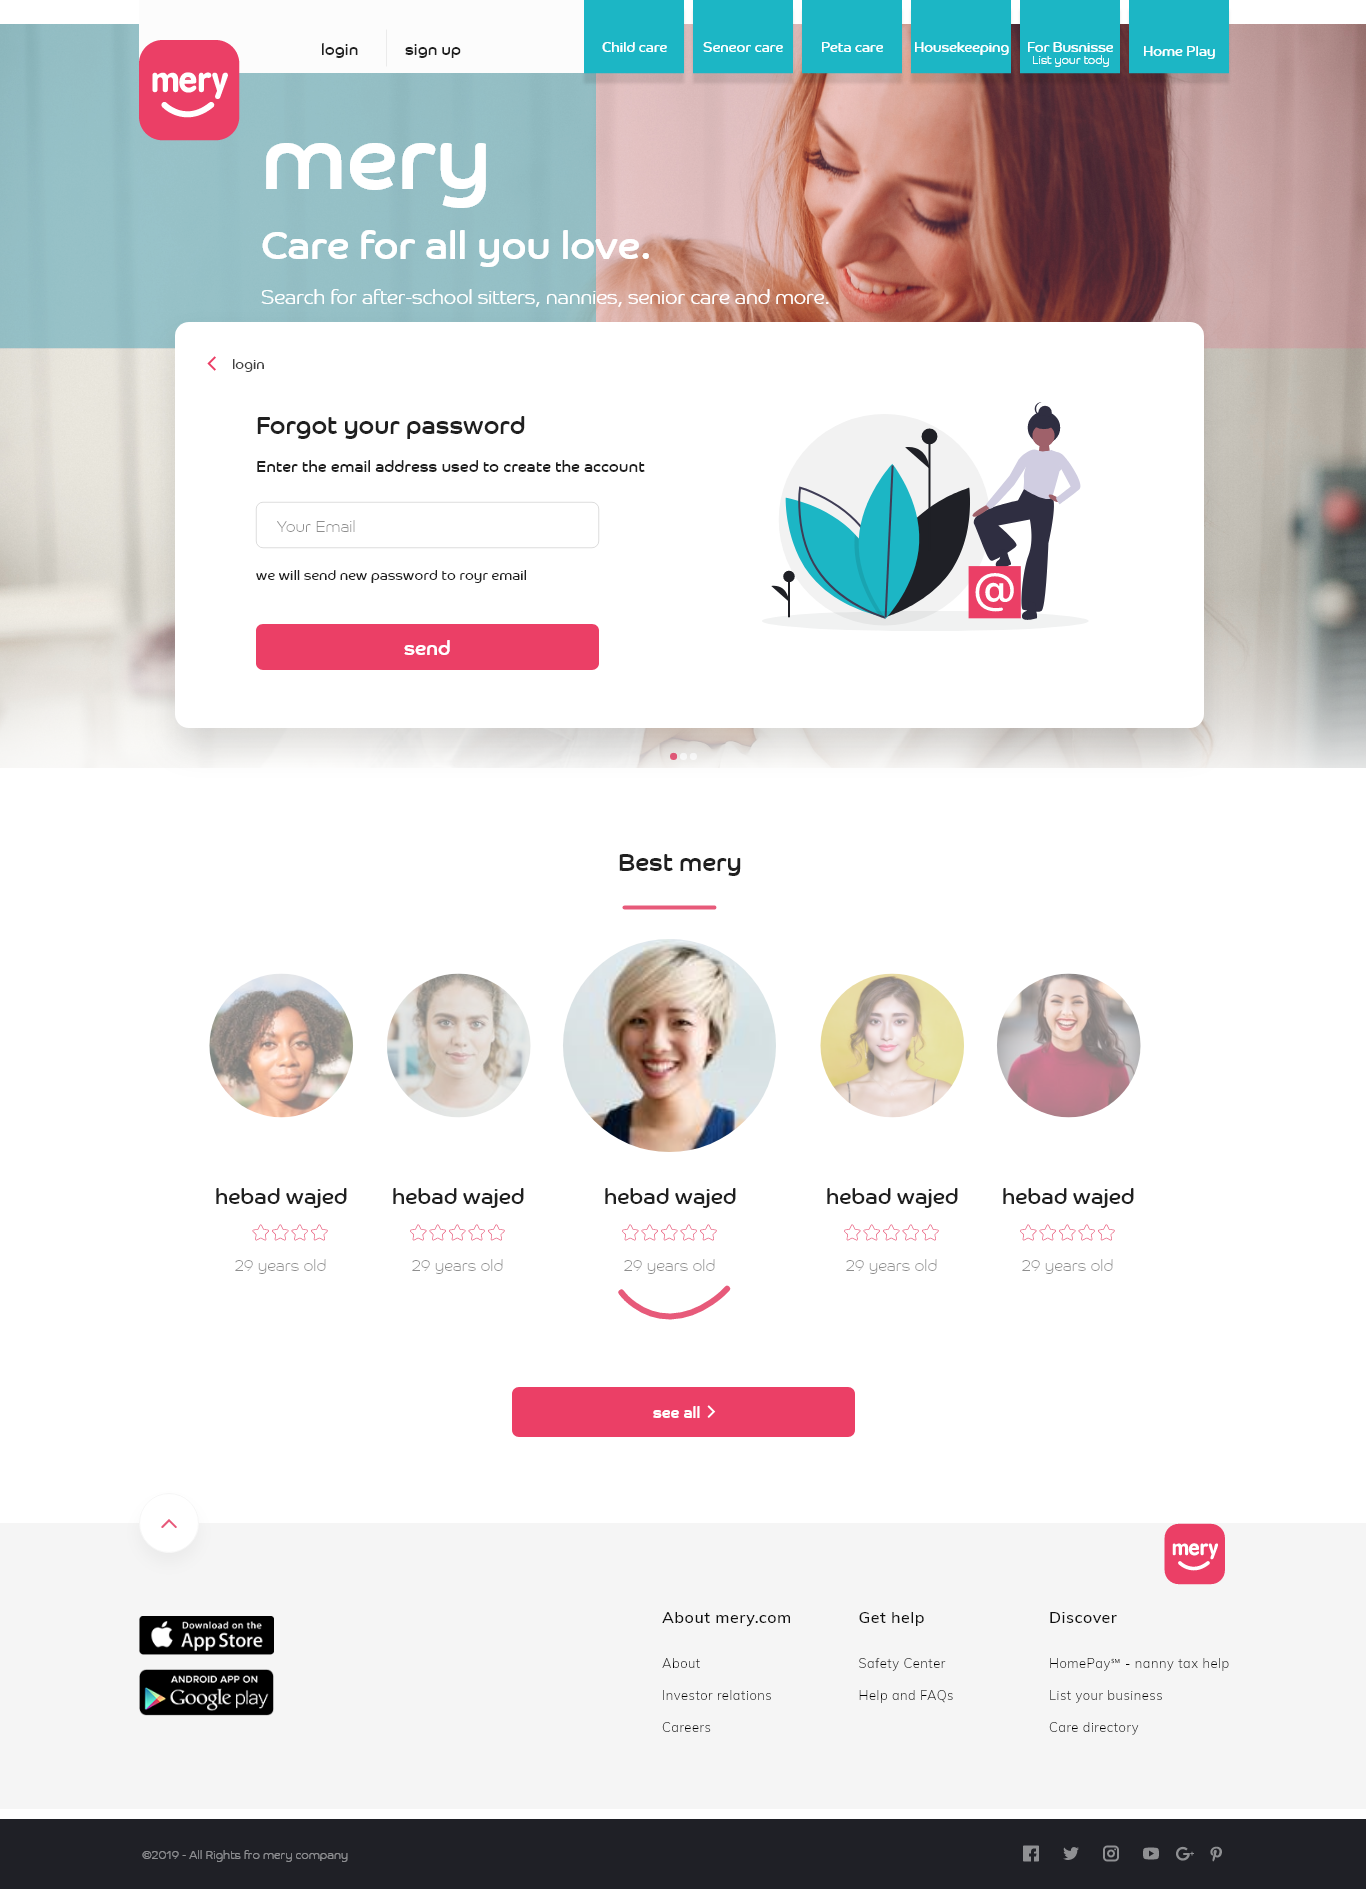 login
sign up
Child care
Seneor care
Peta care
Housekeeping
For Busnisse
List your tody
Home Play
mery
mery
Care for all you love.
Search for after-school sitters, nannies, senior care and more.
login
Forgot your password
Enter the email address used to create the account
Your Email
we will send new password to royr email
send
@
Best mery
hebad wajed
hebad wajed
hebad wajed
hebad wajed
hebad wajed
29 years old
29 years old
29 years old
29 years old
29 years old
see all
mery
Download on the
App Store
ANDROID APP ON
Google play
About mery.com
About
Investor relations
Careers
Get help
Safety Center
Help and FAQs
Discover
HomePay℠ - nanny tax help
List your business
Care directory
©2019 - All Rights fro mery company